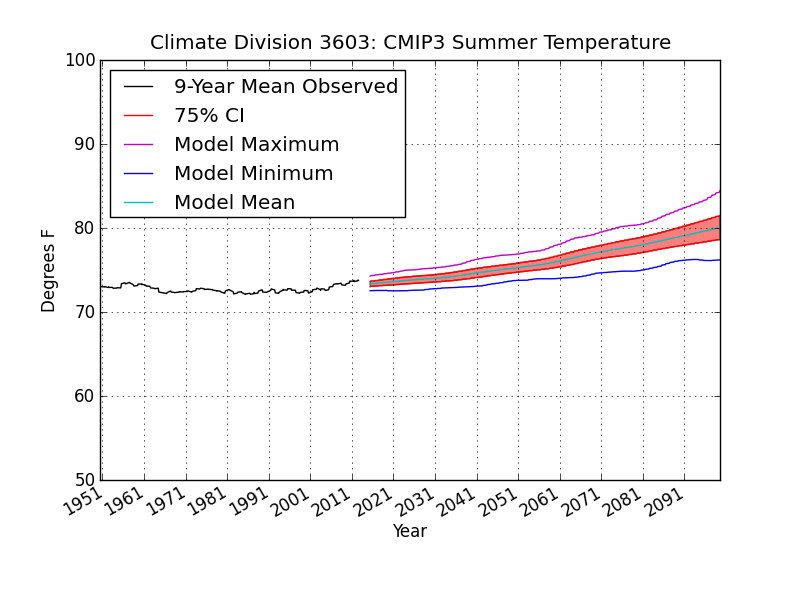 Climate Division 3603: CMIP3 Summer Temperature
100
90
80
70
60
50
Degrees F
9-Year Mean Observed
75% CI
Model Maximum
Model Minimum
Model Mean
1951 1961 1971 1981 1991 2001 2011 2021 2031 2041 2051 2061 2071 2081 2091
Year